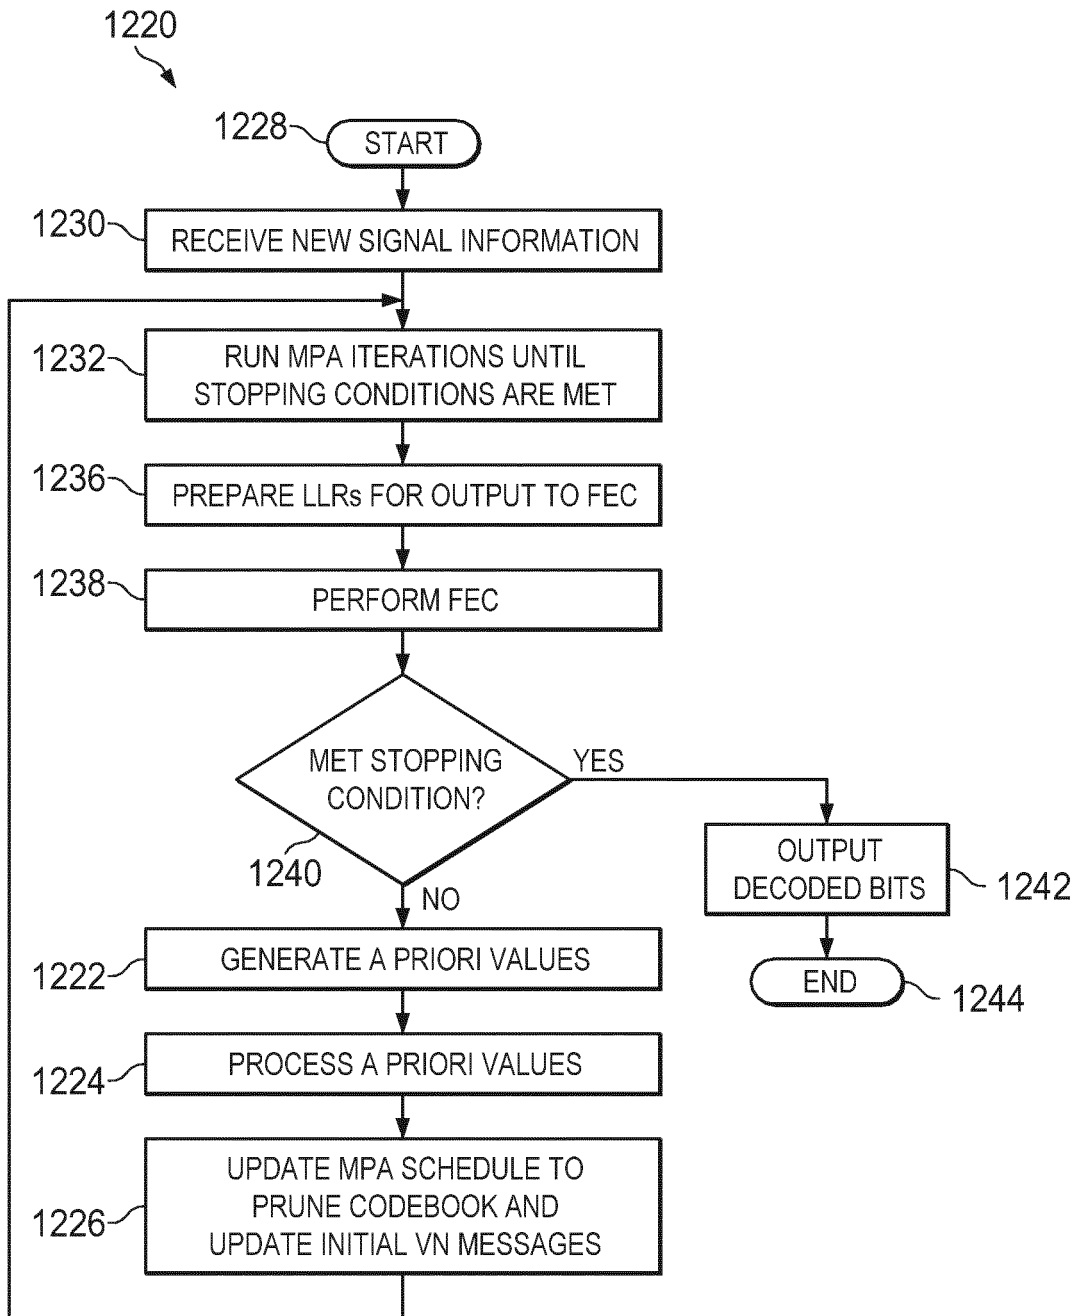 1220
1228
START
1230
RECEIVE NEW SIGNAL INFORMATION
1232
RUN MPA ITERATIONS UNTIL
STOPPING CONDITIONS ARE MET
1236
PREPARE LLRs FOR OUTPUT TO FEC
1238
PERFORM FEC
MET STOPPING
CONDITION?
YES
1240
NO
OUTPUT
DECODED BITS
1242
END
1244
1222
GENERATE A PRIORI VALUES
1224
PROCESS A PRIORI VALUES
1226
UPDATE MPA SCHEDULE TO
PRUNE CODEBOOK AND
UPDATE INITIAL VN MESSAGES